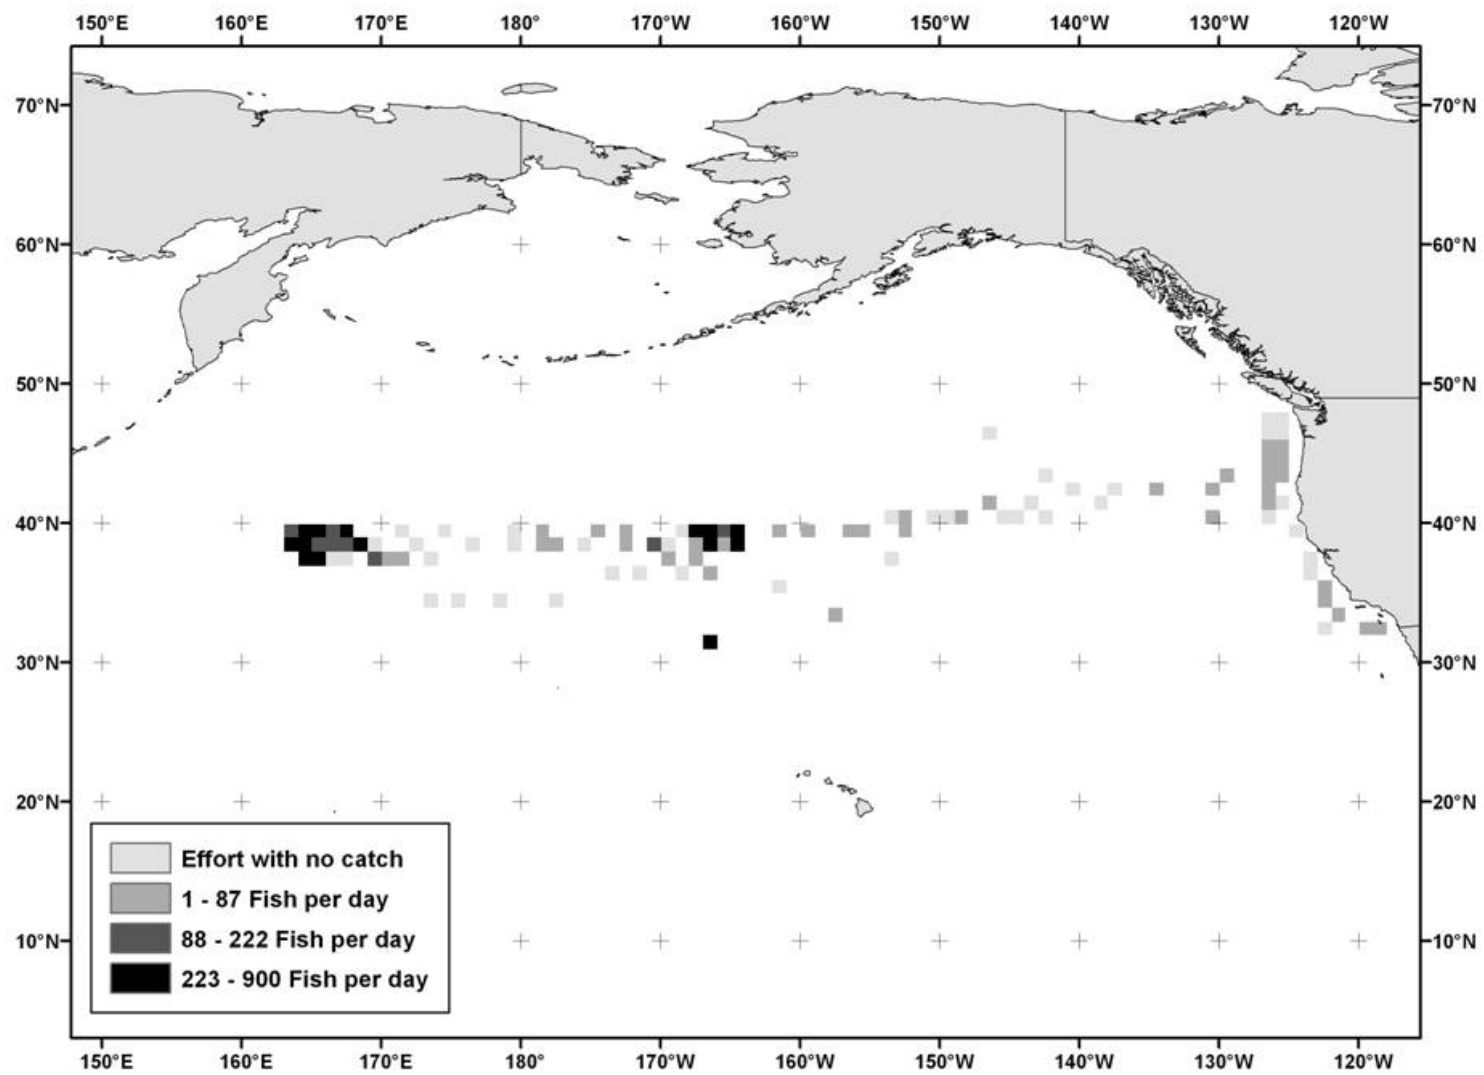 150°E 160°E 170°E 180° 170°W 160°W 150°W 140°W 130°W 120°W
70°N 70°N
60°N 60°N
50°N 50°N
40°N 40°N
30°N 30°N
20°N 20°N
Effort with no catch
1 - 87 Fish per day
88 - 222 Fish per day
10°N 10°N
223 - 900 Fish per day
150°E 160°E 170°E 180° 170°W 160°W 150°W 140°W 130°W 120°W